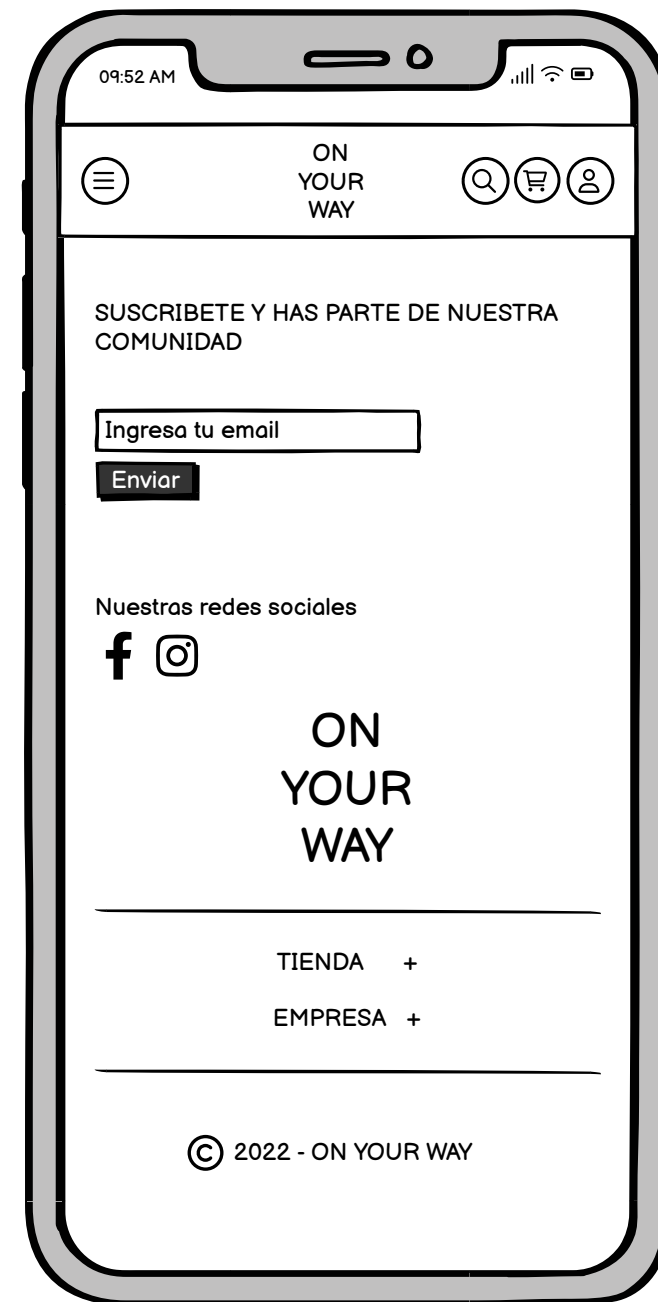 09:52 AM
ON
YOUR
WAY
SUSCRIBETE Y HAS PARTE DE NUESTRA
COMUNIDAD
Ingresa tu email
Enviar
Nuestras redes sociales
ON
YOUR
WAY
TIENDA +
EMPRESA +
© 2022 - ON YOUR WAY